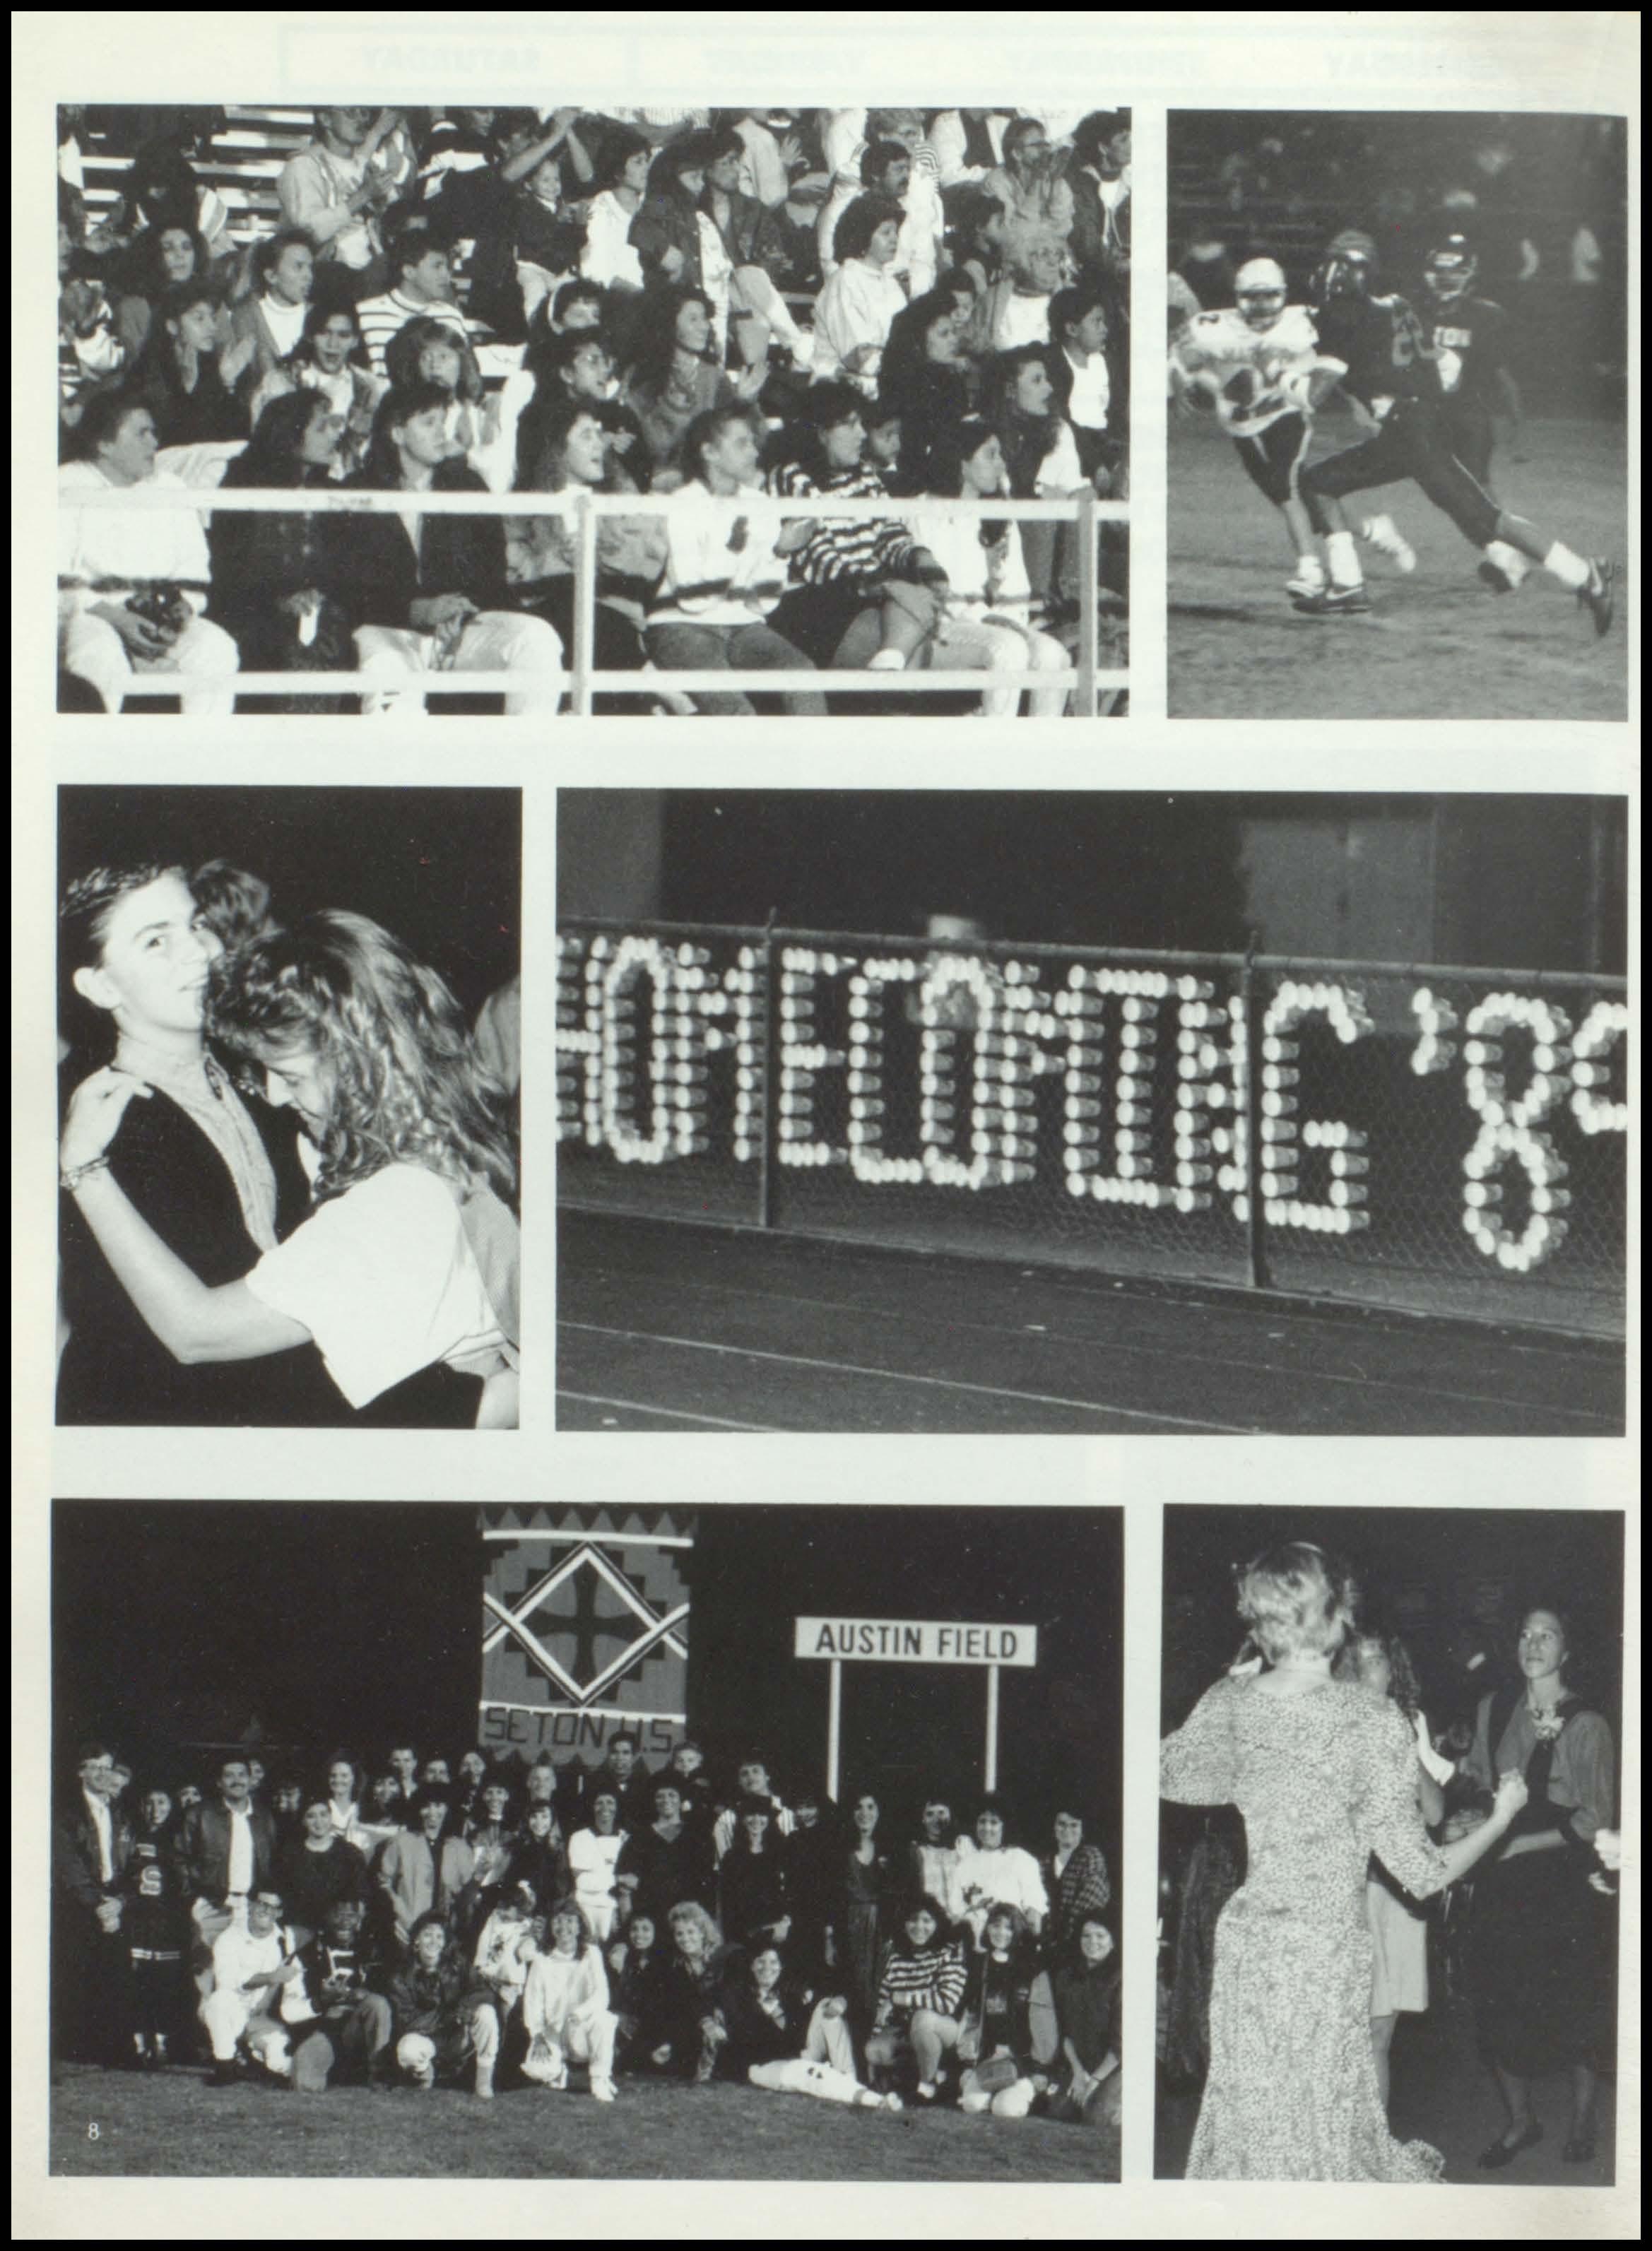 HOMECOMING '89
AUSTIN FIELD
SETON H.S.
8